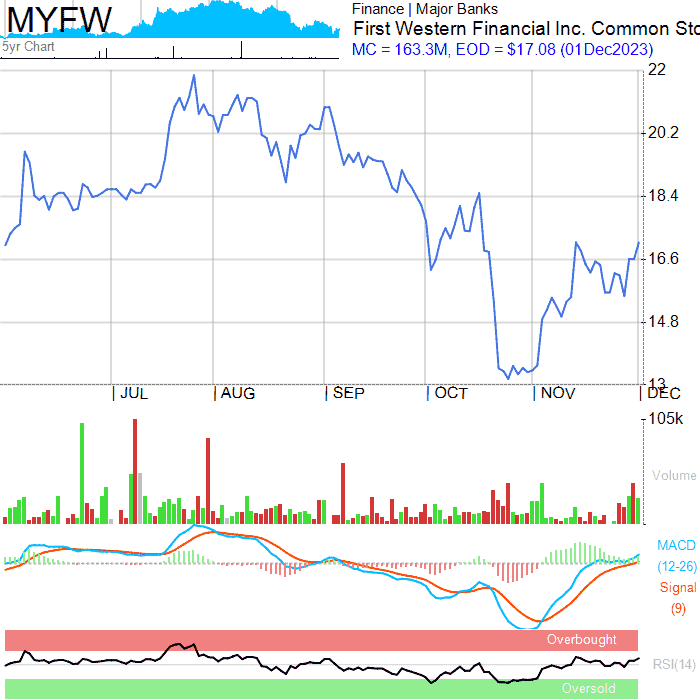 MYFW
5yr Chart
Finance | Major Banks
First Western Financial Inc. Common Sto
MC = 163.3M, EOD = $17.08 (01Dec2023)
22
20.2
18.4
16.6
14.8
13
JUL AUG SEP OCT NOV DEC
105k
Volume
MACD
(12-26)
Signal
(9)
Overbought
RSI(14)
Oversold